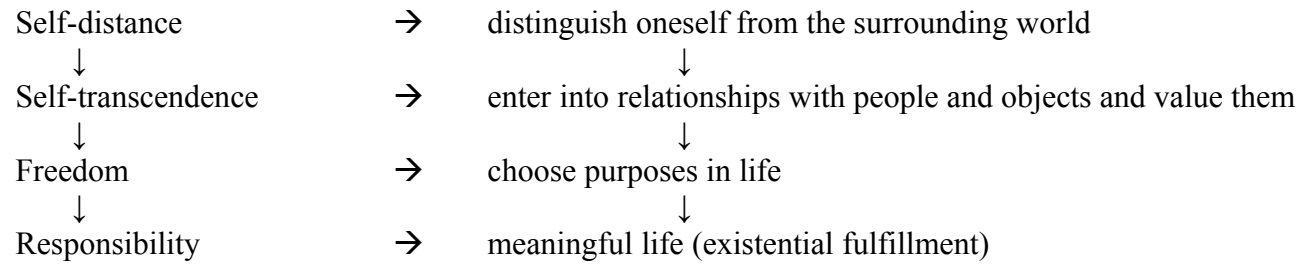 Self-distance → distinguish oneself from the surrounding world
↓ ↓
Self-transcendence → enter into relationships with people and objects and value them
↓ ↓
Freedom → choose purposes in life
↓ ↓
Responsibility → meaningful life (existential fulfillment)